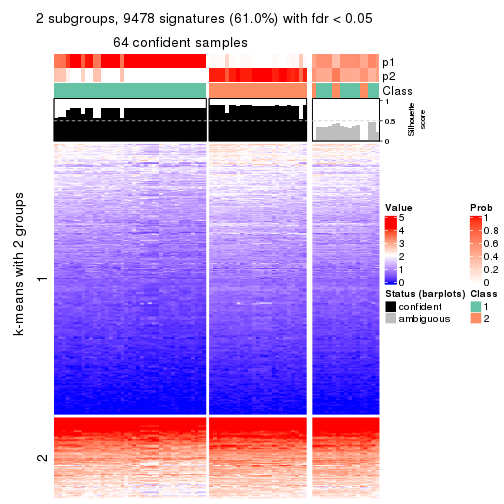 2 subgroups, 9478 signatures (61.0%) with fdr < 0.05
64 confident samples
p1
p2
Class
1
0.5
0
Silhouette
score
k-means with 2 groups
1
2
Value
5
4
3
2
1
0
Prob
1
0.8
0.6
0.4
0.2
0
Status (barplots)
confident
ambiguous
Class
1
2